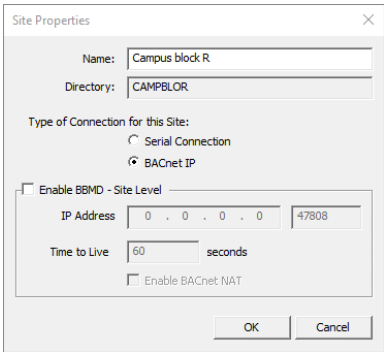 Site Properties
Name: Campus block R
Directory: CAMPBLOR
Type of Connection for this Site:
Serial Connection
BACnet IP
Enable BBMD - Site Level
IP Address 0 . 0 . 0 . 0 47808
Time to Live 60 seconds
Enable BACnet NAT
OK Cancel